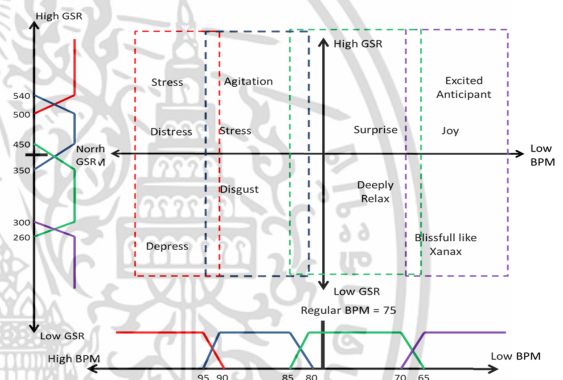 High GSR
High GSR
Stress
Agitation
Excited
Anticipant
540
500
Distress
Stress
Surprise
Joy
450
North
GSR
350
Low
BPM
Disgust
Deeply
Relax
300
260
Depress
Blissfull like
Xanax
Low GSR
Regular BPM = 75
Low GSR
High BPM
Low BPM
95
90
85
80
70
65